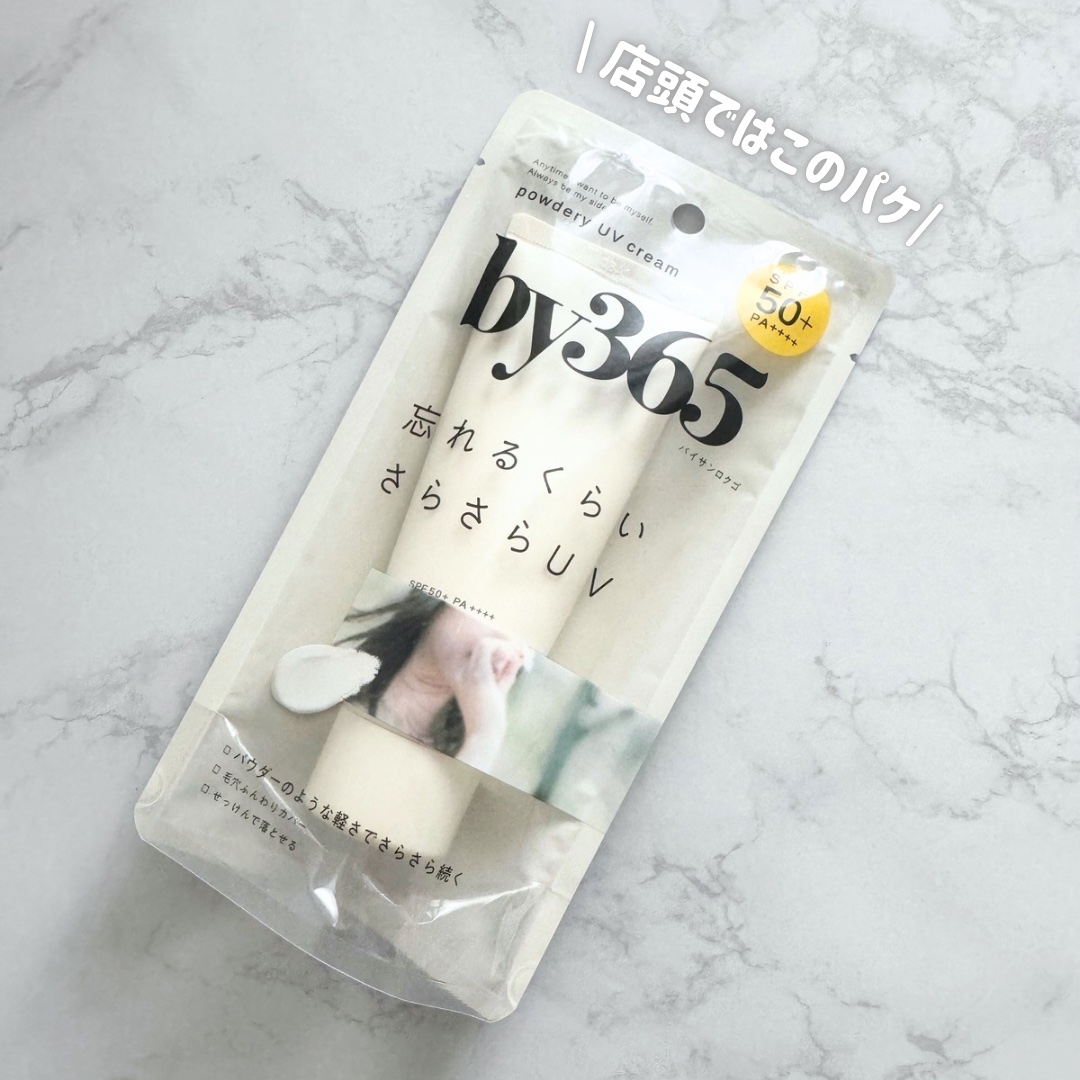 店頭ではこのパケ
Anytime I want to be myself.
Always be my side.
powdery UV cream
by365
バイサンロクゴ
SPF
50+
PA++++
忘れるくらい
さらさらUV
SPF50+ PA++++
パウダーのような軽さでさらさら続く
毛穴ふんわりカバー
せっけんで落とせる